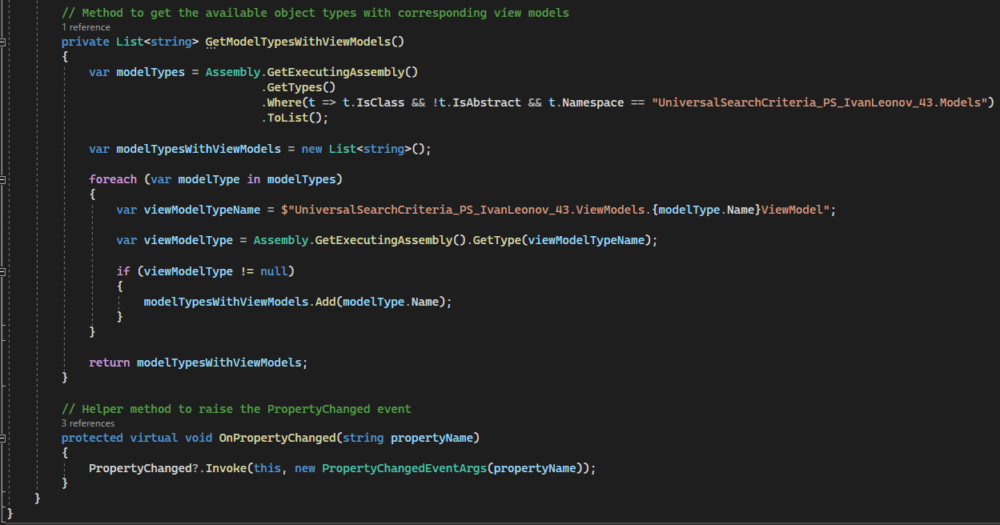 // Method to get the available object types with corresponding view models
1 reference
private List<string> GetModelTypesWithViewModels()
{
var modelTypes = Assembly.GetExecutingAssembly()
.GetTypes()
.Where(t => t.IsClass && !t.IsAbstract && t.Namespace == "UniversalSearchCriteria_PS_IvanLeonov_43.Models")
.ToList();
var modelTypesWithViewModels = new List<string>();
foreach (var modelType in modelTypes)
{
var viewModelTypeName = $"UniversalSearchCriteria_PS_IvanLeonov_43.ViewModels.{modelType.Name}ViewModel";
var viewModelType = Assembly.GetExecutingAssembly().GetType(viewModelTypeName);
if (viewModelType != null)
{
modelTypesWithViewModels.Add(modelType.Name);
}
}
return modelTypesWithViewModels;
}
// Helper method to raise the PropertyChanged event
3 references
protected virtual void OnPropertyChanged(string propertyName)
{
PropertyChanged?.Invoke(this, new PropertyChangedEventArgs(propertyName));
}
}
}